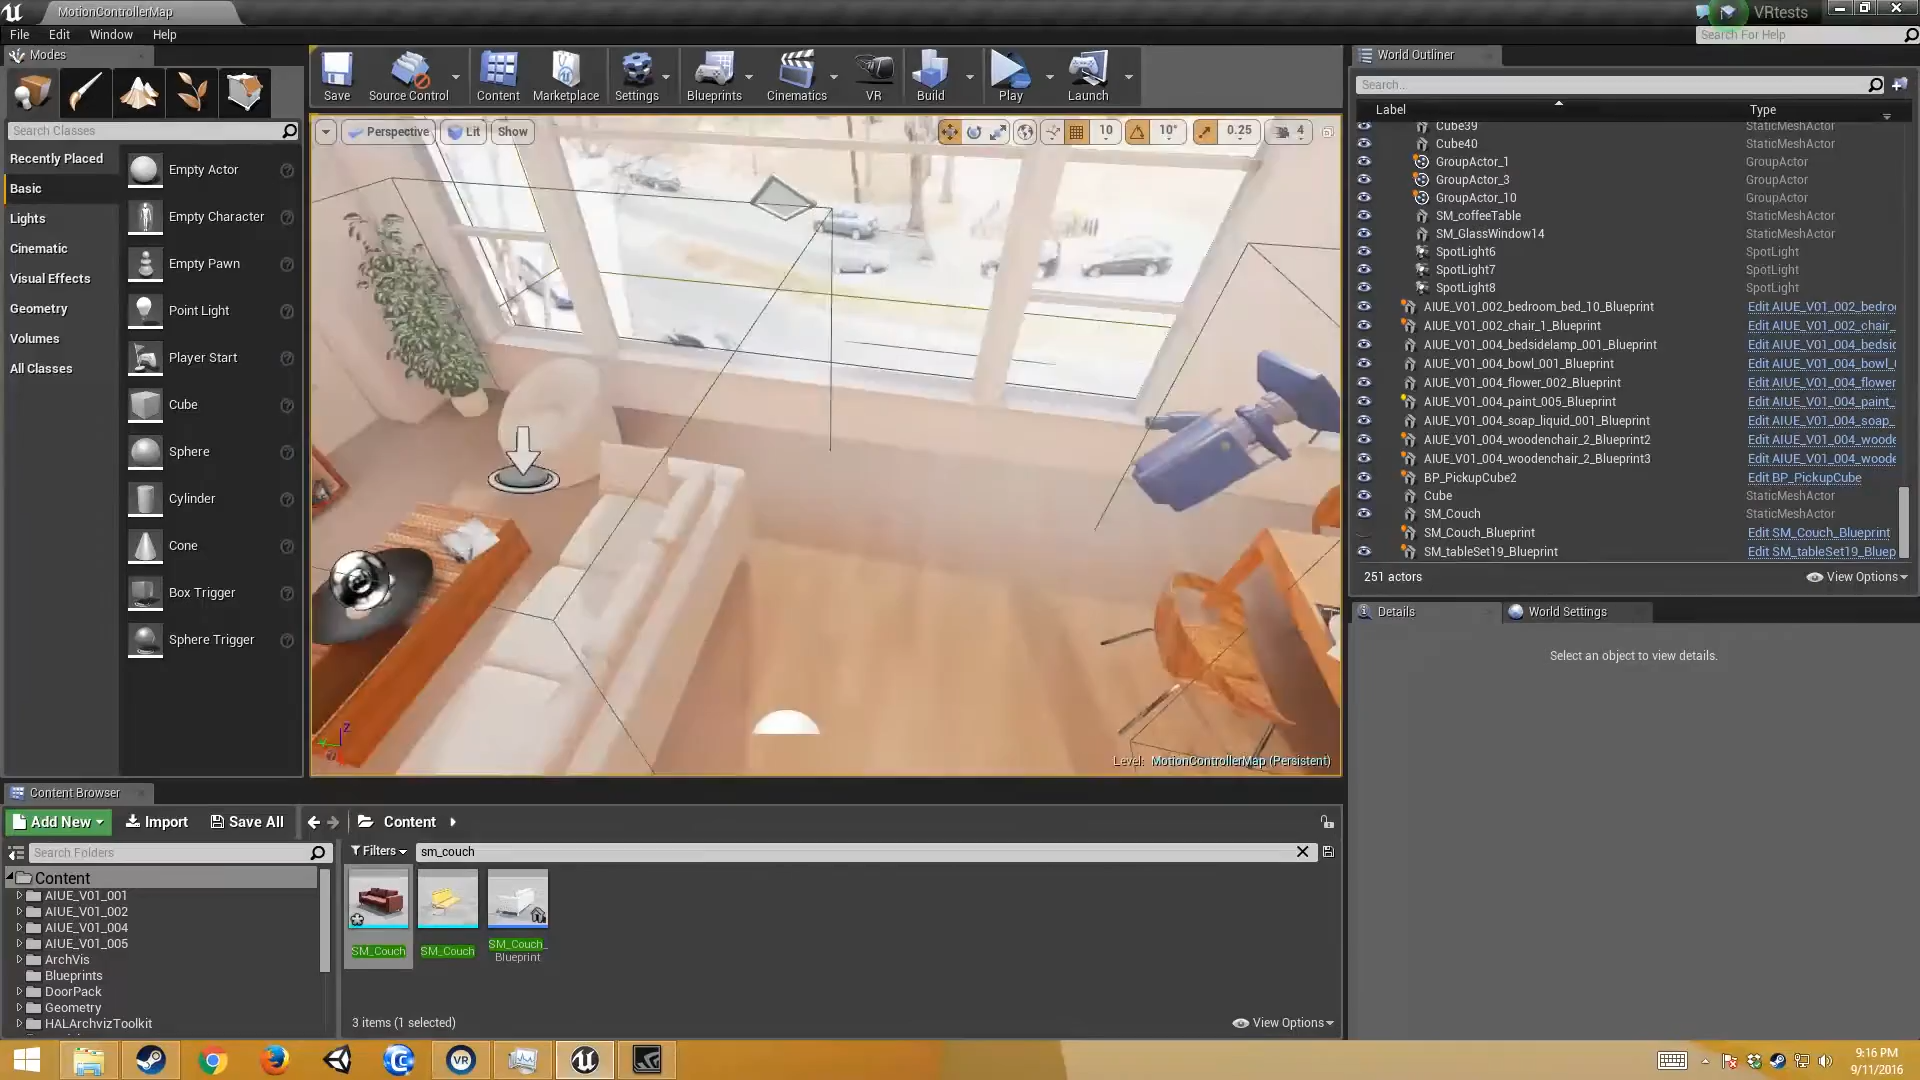 MotionControllerMap
VRtests
File Edit Window Help
Search For Help
Modes
Search Classes
Recently Placed
Basic
Lights
Cinematic
Visual Effects
Geometry
Volumes
All Classes
Empty Actor
Empty Character
Empty Pawn
Point Light
Player Start
Cube
Sphere
Cylinder
Cone
Box Trigger
Sphere Trigger
Save Source Control Content Marketplace Settings Blueprints Cinematics VR Build Play Launch
Perspective Lit Show 10 10° 0.25 4
Level: MotionControllerMap (Persistent)
World Outliner
Search...
Label Type
Cube39 StaticMeshActor
Cube40 StaticMeshActor
GroupActor_1 GroupActor
GroupActor_3 GroupActor
GroupActor_10 GroupActor
SM_coffeeTable StaticMeshActor
SM_GlassWindow14 StaticMeshActor
SpotLight6 SpotLight
SpotLight7 SpotLight
SpotLight8 SpotLight
AIUE_V01_002_bedroom_bed_10_Blueprint Edit AIUE_V01_002_bedro
AIUE_V01_002_chair_1_Blueprint Edit AIUE_V01_002_chair_
AIUE_V01_004_bedsidelamp_001_Blueprint Edit AIUE_V01_004_bedsid
AIUE_V01_004_bowl_001_Blueprint Edit AIUE_V01_004_bowl_
AIUE_V01_004_flower_002_Blueprint Edit AIUE_V01_004_flower
AIUE_V01_004_paint_005_Blueprint Edit AIUE_V01_004_paint_
AIUE_V01_004_soap_liquid_001_Blueprint Edit AIUE_V01_004_soap_
AIUE_V01_004_woodenchair_2_Blueprint2 Edit AIUE_V01_004_woode
AIUE_V01_004_woodenchair_2_Blueprint3 Edit AIUE_V01_004_woode
BP_PickupCube2 Edit BP_PickupCube
Cube StaticMeshActor
SM_Couch StaticMeshActor
SM_Couch_Blueprint Edit SM_Couch_Blueprint
SM_tableSet19_Blueprint Edit SM_tableSet19_Bluep
251 actors View Options
Details World Settings
Select an object to view details.
Content Browser
Add New Import Save All Content
Search Folders
Filters sm_couch
Content
AIUE_V01_001
AIUE_V01_002
AIUE_V01_004
AIUE_V01_005
ArchVis
Blueprints
DoorPack
Geometry
HALArchvizToolkit
SM_Couch SM_Couch SM_Couch_
Blueprint
3 items (1 selected) View Options
VR
9:16 PM
9/11/2016